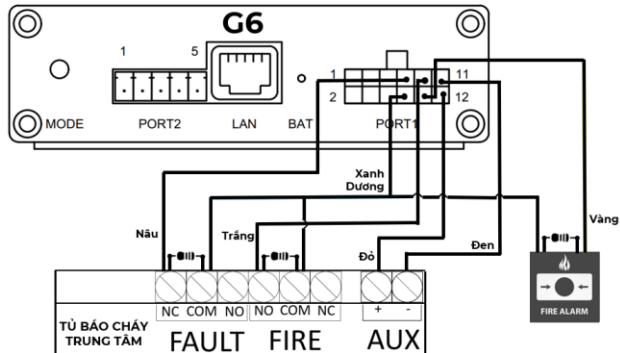 G6
1 5
1 11
2 12
MODE PORT2 LAN BAT PORT1
Xanh
Dương
Nâu
Trắng
Đỏ
Đen
Vàng
FIRE ALARM
NC COM NO NO COM NC + -
TỦ BÁO CHÁY
TRUNG TÂM
FAULT FIRE AUX